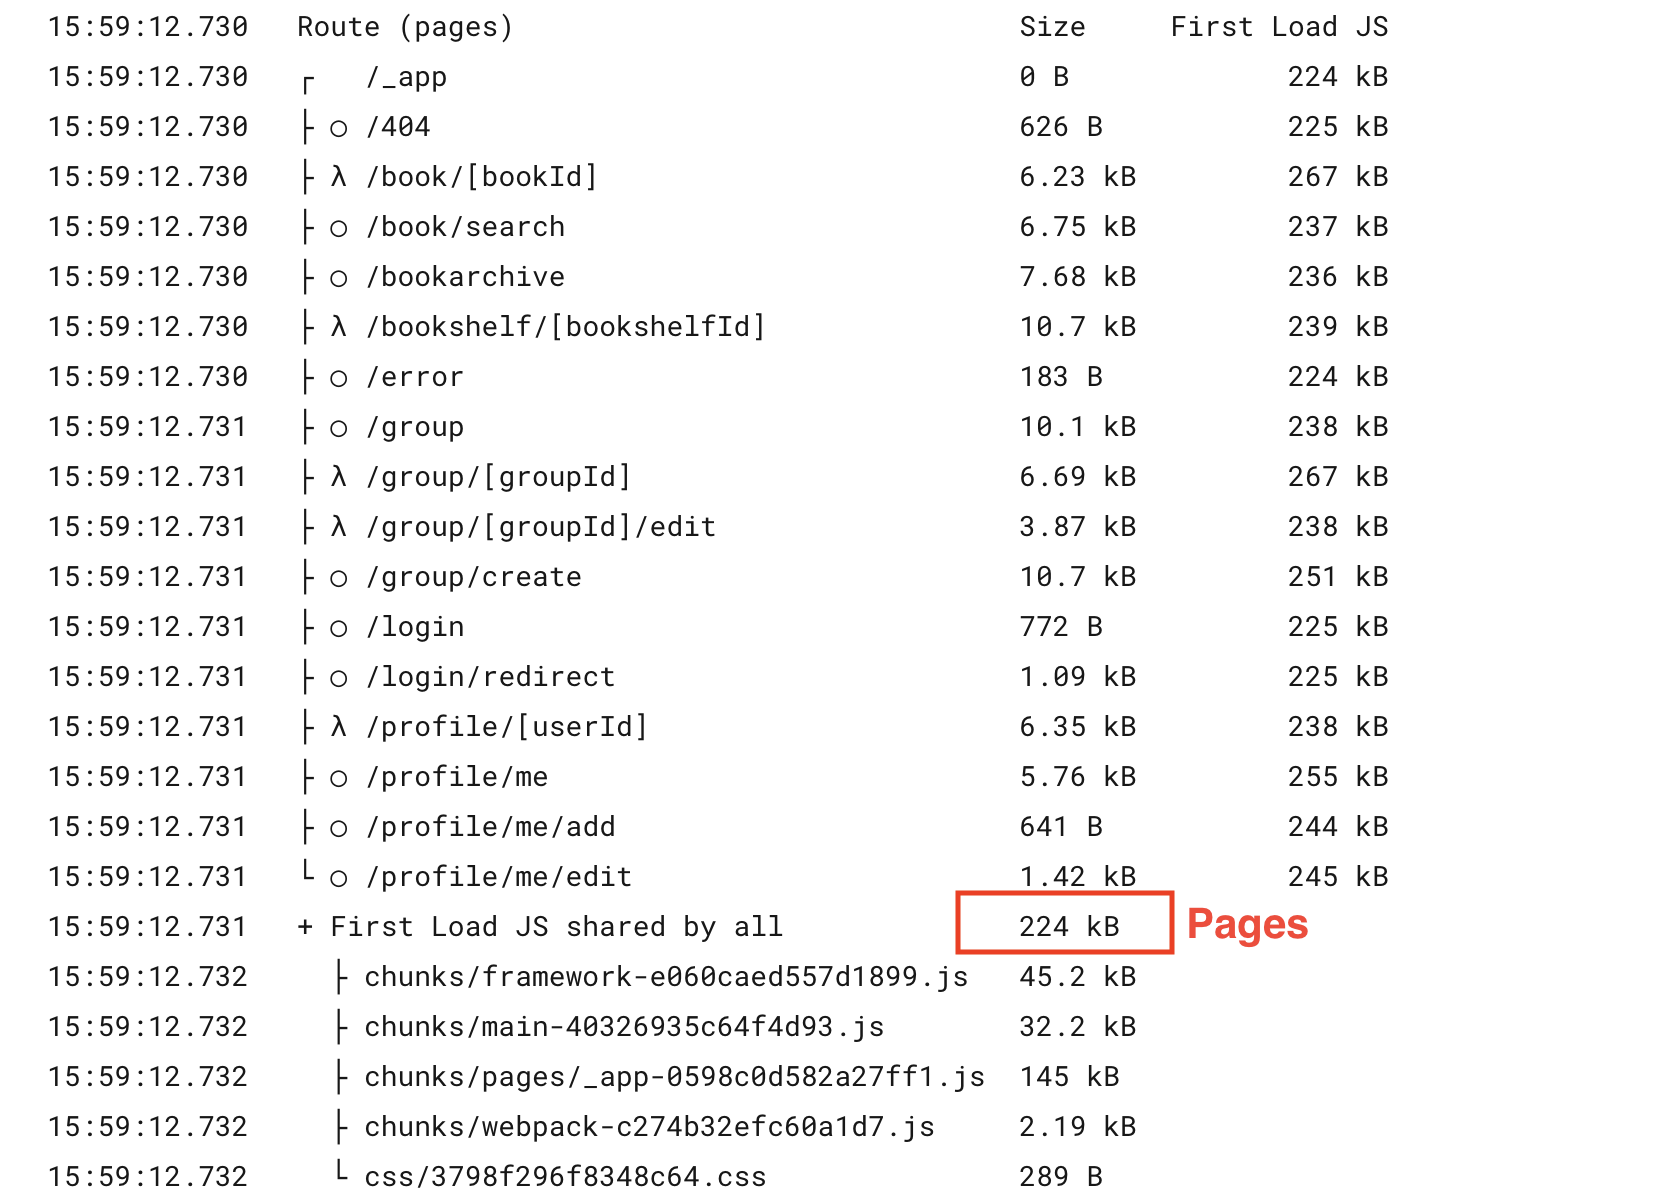 15:59:12.730 Route (pages) Size First Load JS
15:59:12.730 ┌ /_app 0 B 224 kB
15:59:12.730 ├ ○ /404 626 B 225 kB
15:59:12.730 ├ λ /book/[bookId] 6.23 kB 267 kB
15:59:12.730 ├ ○ /book/search 6.75 kB 237 kB
15:59:12.730 ├ ○ /bookarchive 7.68 kB 236 kB
15:59:12.730 ├ λ /bookshelf/[bookshelfId] 10.7 kB 239 kB
15:59:12.730 ├ ○ /error 183 B 224 kB
15:59:12.731 ├ ○ /group 10.1 kB 238 kB
15:59:12.731 ├ λ /group/[groupId] 6.69 kB 267 kB
15:59:12.731 ├ λ /group/[groupId]/edit 3.87 kB 238 kB
15:59:12.731 ├ ○ /group/create 10.7 kB 251 kB
15:59:12.731 ├ ○ /login 772 B 225 kB
15:59:12.731 ├ ○ /login/redirect 1.09 kB 225 kB
15:59:12.731 ├ λ /profile/[userId] 6.35 kB 238 kB
15:59:12.731 ├ ○ /profile/me 5.76 kB 255 kB
15:59:12.731 ├ ○ /profile/me/add 641 B 244 kB
15:59:12.731 └ ○ /profile/me/edit 1.42 kB 245 kB
15:59:12.731 + First Load JS shared by all 224 kB Pages
15:59:12.732 ├ chunks/framework-e060caed557d1899.js 45.2 kB
15:59:12.732 ├ chunks/main-40326935c64f4d93.js 32.2 kB
15:59:12.732 ├ chunks/pages/_app-0598c0d582a27ff1.js 145 kB
15:59:12.732 ├ chunks/webpack-c274b32efc60a1d7.js 2.19 kB
15:59:12.732 └ css/3798f296f8348c64.css 289 B